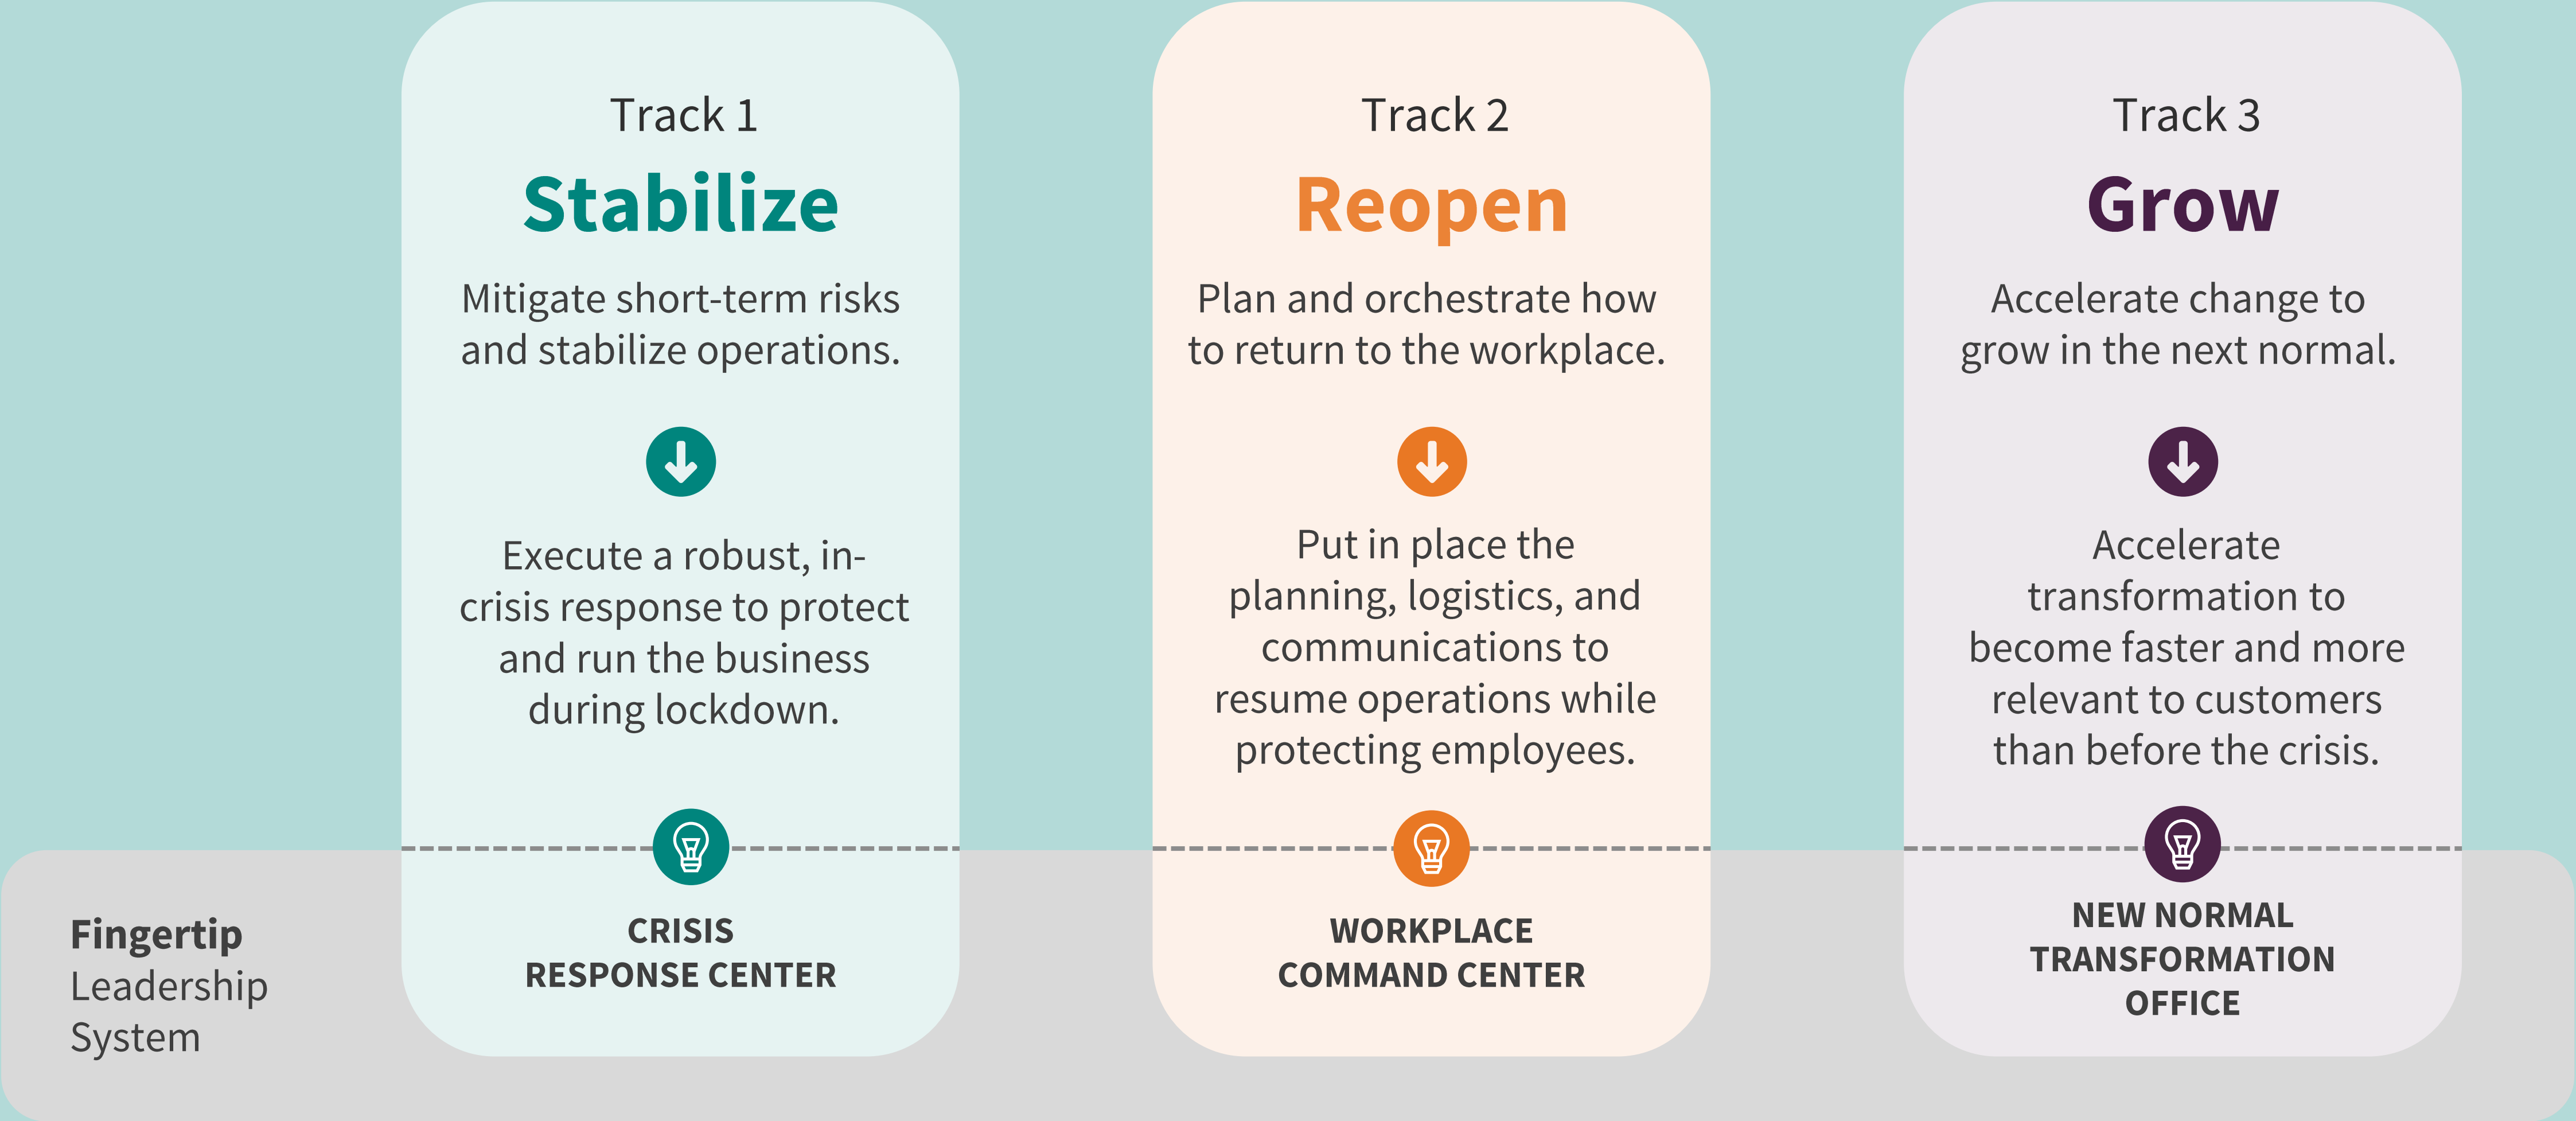 Track 1
Stabilize
Mitigate short-term risks
and stabilize operations.
Execute a robust, in-
crisis response to protect
and run the business
during lockdown.
CRISIS
RESPONSE CENTER
Track 2
Reopen
Plan and orchestrate how
to return to the workplace.
Put in place the
planning, logistics, and
communications to
resume operations while
protecting employees.
WORKPLACE
COMMAND CENTER
Track 3
Grow
Accelerate change to
grow in the next normal.
Accelerate
transformation to
become faster and more
relevant to customers
than before the crisis.
NEW NORMAL
TRANSFORMATION
OFFICE
Fingertip
Leadership
System